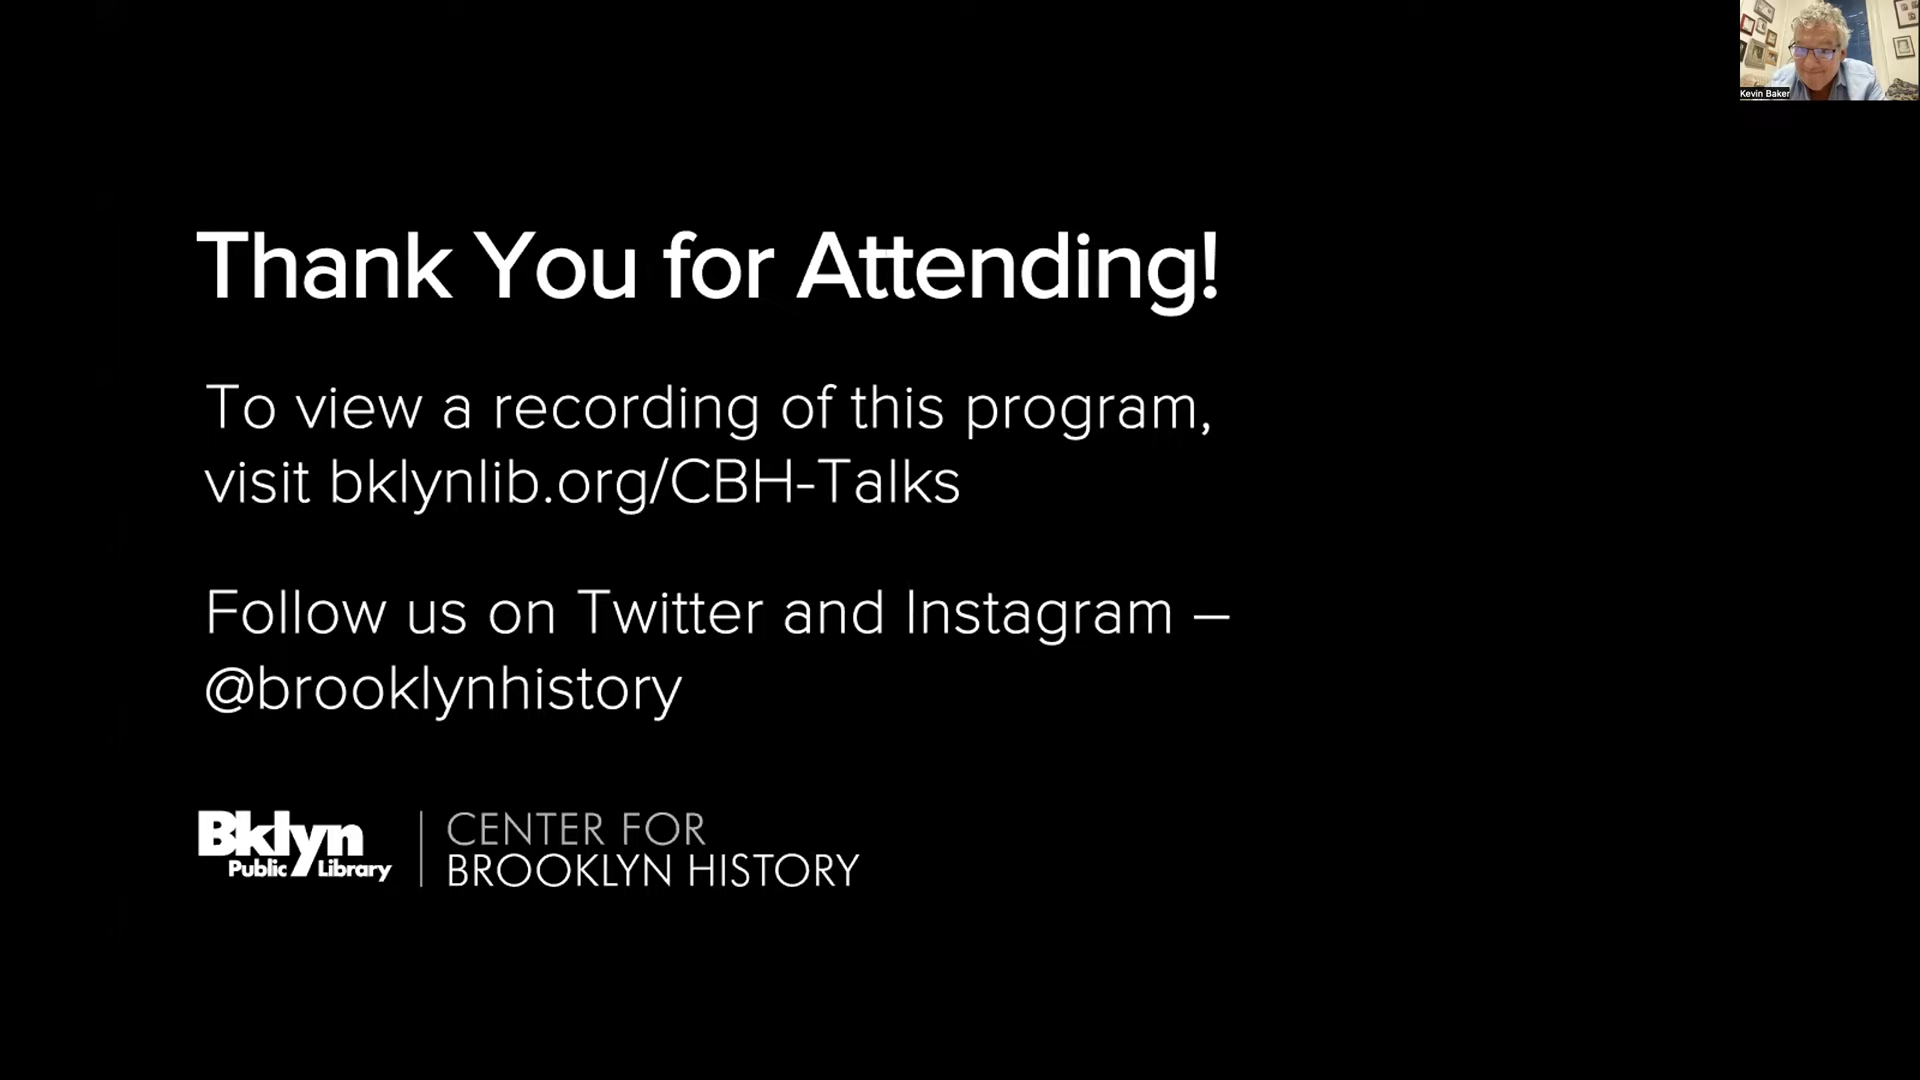 Kevin Baker
Thank You for Attending!
To view a recording of this program,
visit bklynlib.org/CBH-Talks
Follow us on Twitter and Instagram –
@brooklynhistory
Bklyn
Public Library
CENTER FOR
BROOKLYN HISTORY